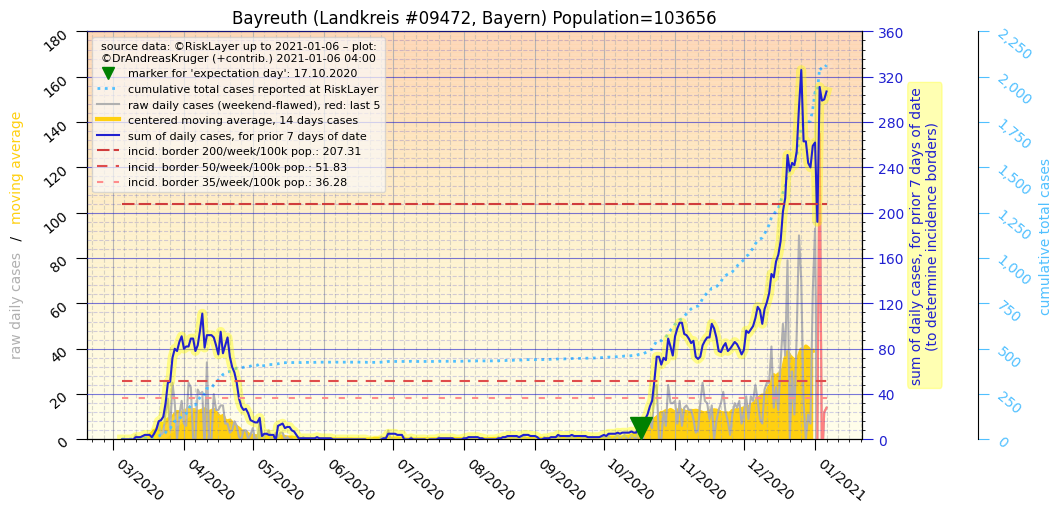 Bayreuth (Landkreis #09472, Bayern) Population=103656
source data: ©RiskLayer up to 2021-01-06 – plot:
©DrAndreasKruger (+contrib.) 2021-01-06 04:00
marker for 'expectation day': 17.10.2020
cumulative total cases reported at RiskLayer
raw daily cases (weekend-flawed), red: last 5
centered moving average, 14 days cases
sum of daily cases, for prior 7 days of date
incid. border 200/week/100k pop.: 207.31
incid. border 50/week/100k pop.: 51.83
incid. border 35/week/100k pop.: 36.28
raw daily cases / moving average
180
160
140
120
100
80
60
40
20
0
03/2020
04/2020
05/2020
06/2020
07/2020
08/2020
09/2020
10/2020
11/2020
12/2020
01/2021
360
320
280
240
200
160
120
80
40
0
sum of daily cases, for prior 7 days of date
(to determine incidence borders)
2,250
2,000
1,750
1,500
1,250
1,000
750
500
250
0
cumulative total cases